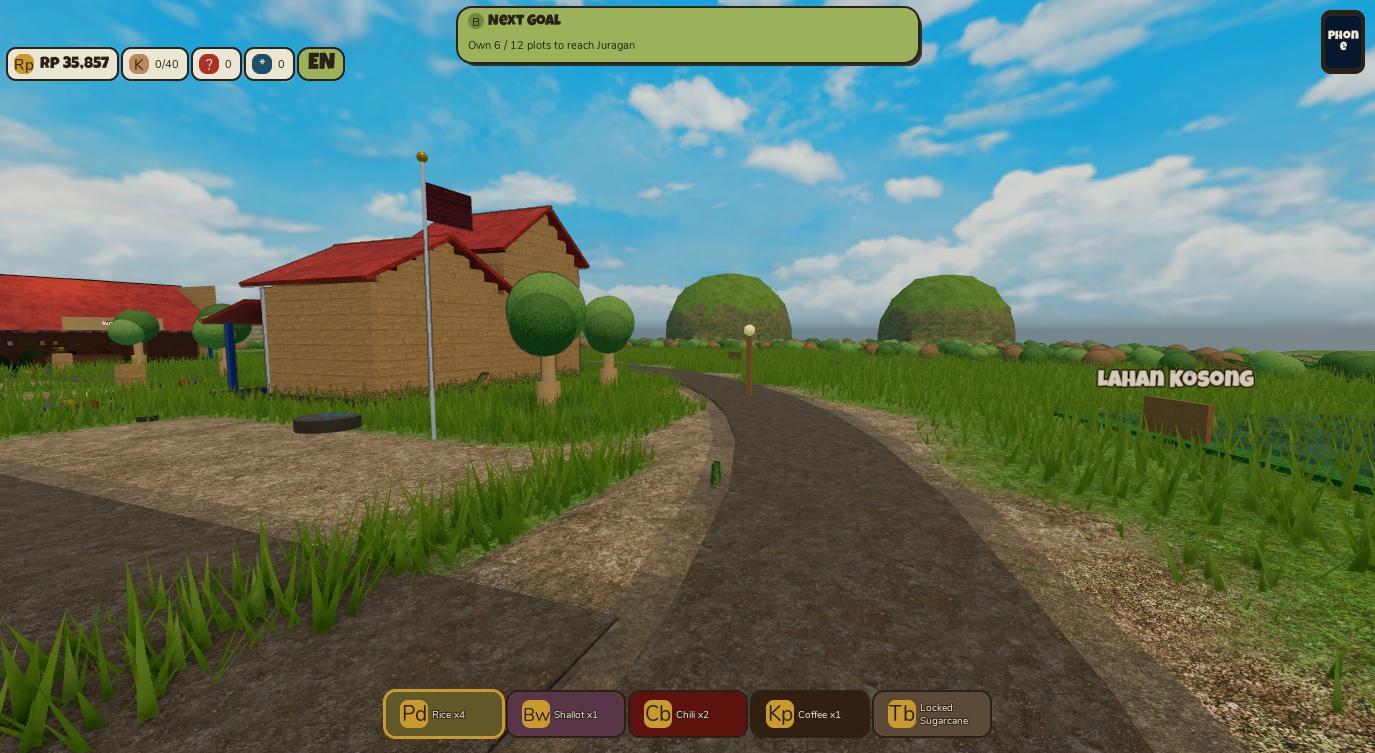 B NEXT GOAL
Own 6 / 12 plots to reach Juragan
Rp RP 35,857
K 0/40
? 0
* 0
EN
PHON
E
LAHAN KOSONG
Pd Rice x4
Bw Shallot x1
Cb Chili x2
Kp Coffee x1
Tb Locked:
Sugarcane